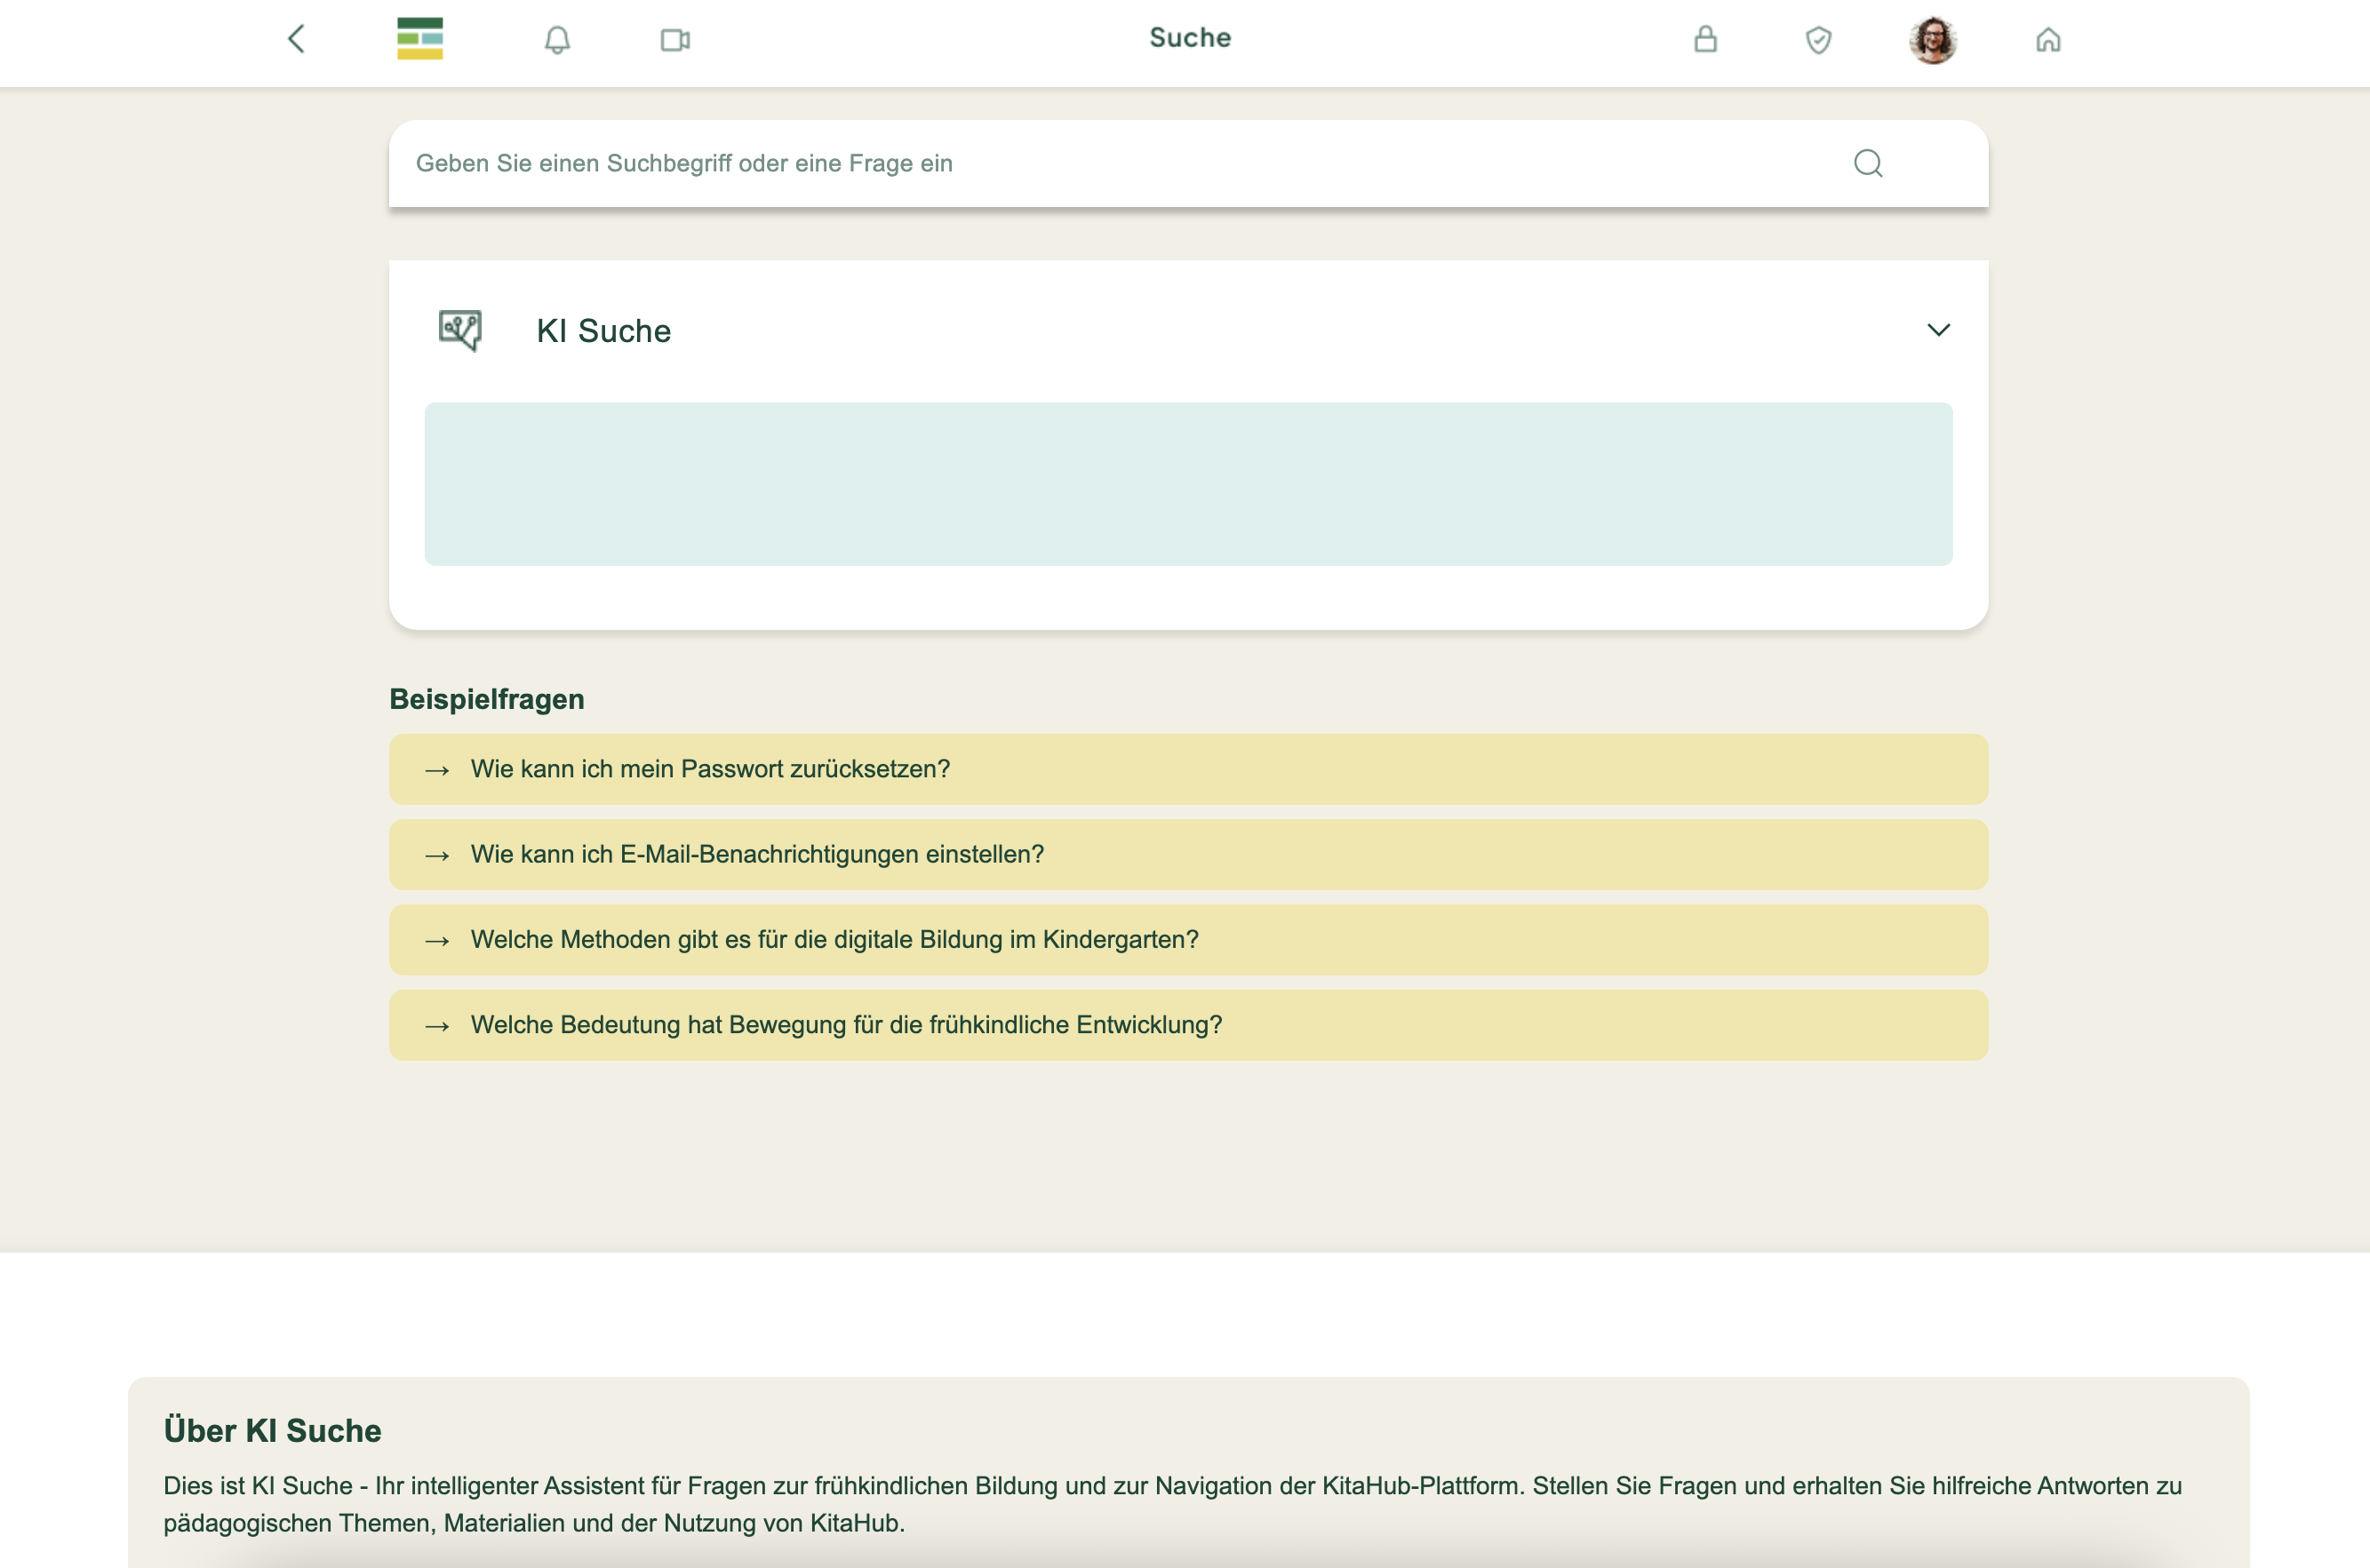 Suche
Geben Sie einen Suchbegriff oder eine Frage ein
KI Suche
Beispielfragen
→ Wie kann ich mein Passwort zurücksetzen?
→ Wie kann ich E-Mail-Benachrichtigungen einstellen?
→ Welche Methoden gibt es für die digitale Bildung im Kindergarten?
→ Welche Bedeutung hat Bewegung für die frühkindliche Entwicklung?
Über KI Suche
Dies ist KI Suche - Ihr intelligenter Assistent für Fragen zur frühkindlichen Bildung und zur Navigation der KitaHub-Plattform. Stellen Sie Fragen und erhalten Sie hilfreiche Antworten zu
pädagogischen Themen, Materialien und der Nutzung von KitaHub.